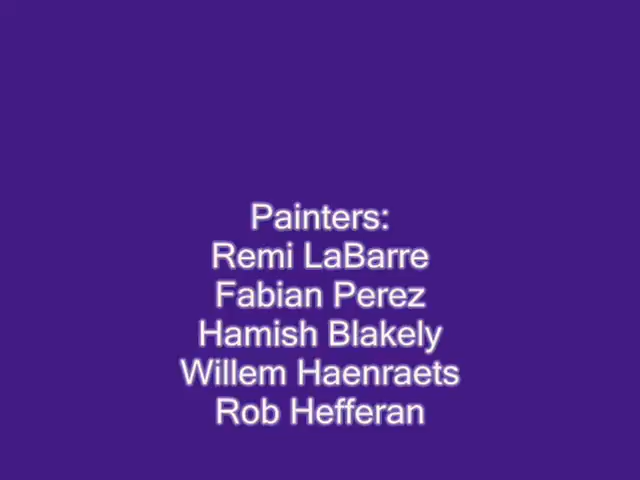 Painters:
Remi LaBarre
Fabian Perez
Hamish Blakely
Willem Haenraets
Rob Hefferan